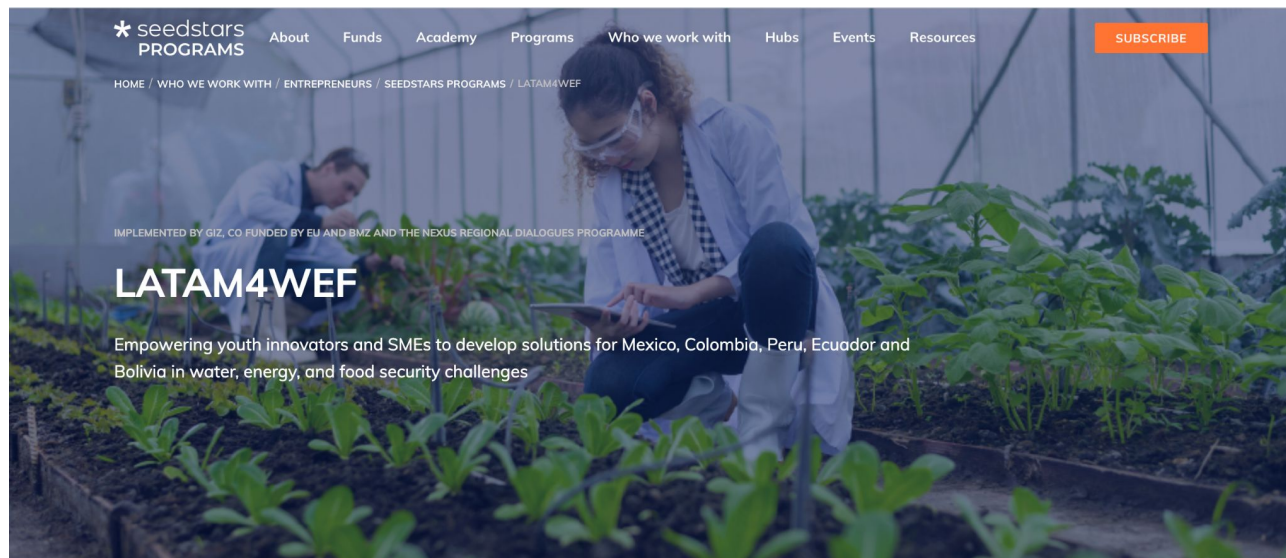 seedstars
PROGRAMS
About Funds Academy Programs Who we work with Hubs Events Resources
SUBSCRIBE
HOME / WHO WE WORK WITH / ENTREPRENEURS / SEEDSTARS PROGRAMS / LATAM4WEF
IMPLEMENTED BY GIZ, CO FUNDED BY EU AND BMZ AND THE NEXUS REGIONAL DIALOGUES PROGRAMME
LATAM4WEF
Empowering youth innovators and SMEs to develop solutions for Mexico, Colombia, Peru, Ecuador and
Bolivia in water, energy, and food security challenges